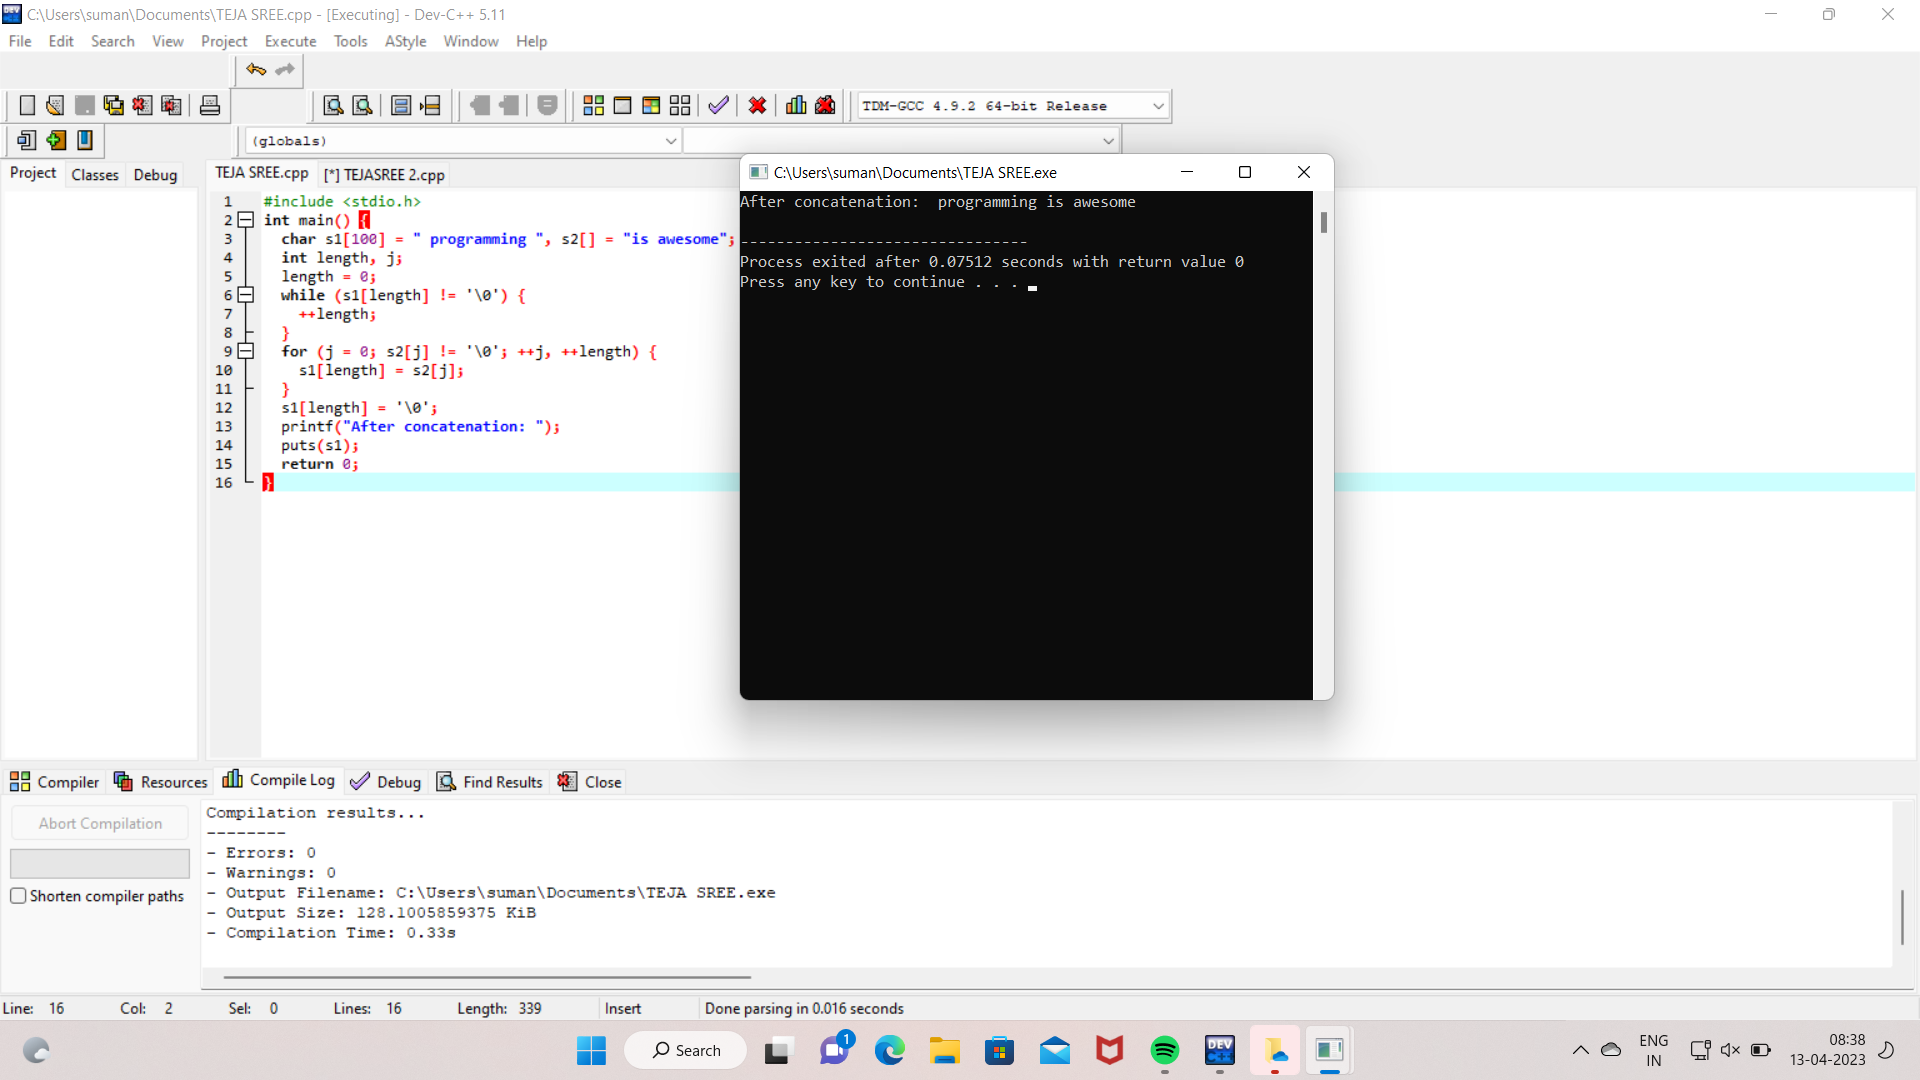 C:\Users\suman\Documents\TEJA SREE.cpp - [Executing] - Dev-C++ 5.11
File Edit Search View Project Execute Tools AStyle Window Help
TDM-GCC 4.9.2 64-bit Release
(globals)
Project Classes Debug
TEJA SREE.cpp [*] TEJASREE 2.cpp
1 #include <stdio.h>
2 int main() {
3 char s1[100] = " programming ", s2[] = "is awesome";
4 int length, j;
5 length = 0;
6 while (s1[length] != '\0') {
7 ++length;
8 }
9 for (j = 0; s2[j] != '\0'; ++j, ++length) {
10 s1[length] = s2[j];
11 }
12 s1[length] = '\0';
13 printf("After concatenation: ");
14 puts(s1);
15 return 0;
16 }
C:\Users\suman\Documents\TEJA SREE.exe
After concatenation:  programming is awesome
--------------------------------
Process exited after 0.07512 seconds with return value 0
Press any key to continue . . .
Compiler Resources Compile Log Debug Find Results Close
Abort Compilation
Shorten compiler paths
Compilation results...
--------
- Errors: 0
- Warnings: 0
- Output Filename: C:\Users\suman\Documents\TEJA SREE.exe
- Output Size: 128.1005859375 KiB
- Compilation Time: 0.33s
Line: 16 Col: 2 Sel: 0 Lines: 16 Length: 339 Insert Done parsing in 0.016 seconds
Search
1
DEV
C++
ENG
IN
08:38
13-04-2023